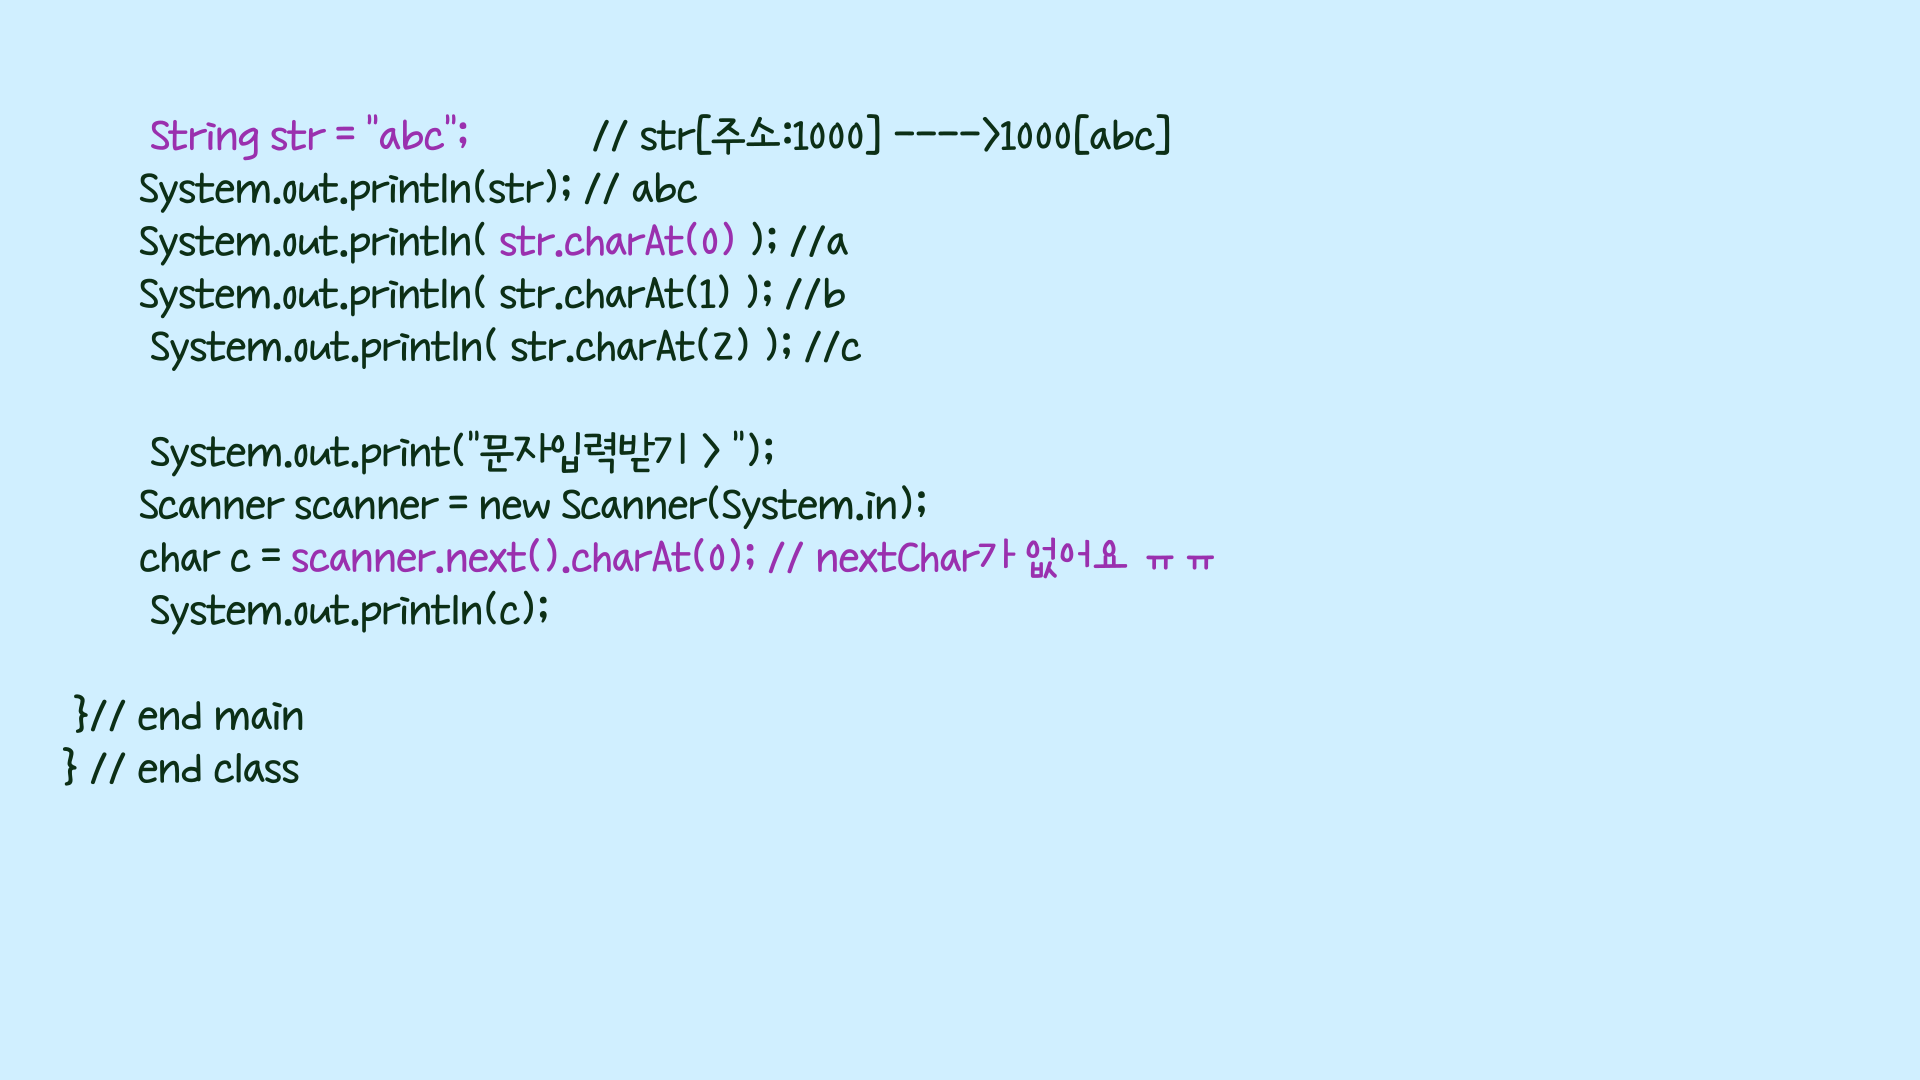 String str = "abc"; // str[주소:1000] ---->1000[abc]
System.out.println(str); // abc
System.out.println( str.charAt(0) ); //a
System.out.println( str.charAt(1) ); //b
System.out.println( str.charAt(2) ); //c
System.out.print("문자입력받기 > ");
Scanner scanner = new Scanner(System.in);
char c = scanner.next().charAt(0); // nextChar가 없어요 ㅠㅠ
System.out.println(c);
}// end main
} // end class